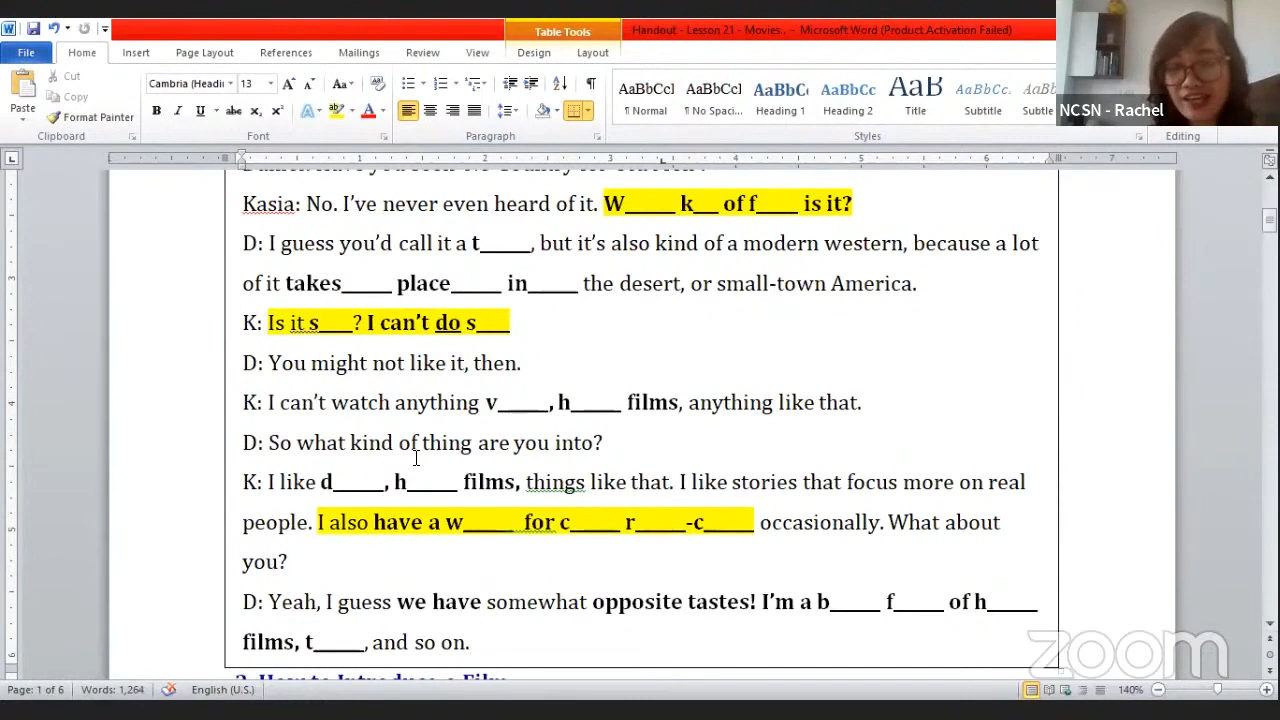 Table Tools
Handout - Lesson 21 - Movies.. - Microsoft Word (Product Activation Failed)
File Home Insert Page Layout References Mailings Review View Design Layout
Cut
Copy
Format Painter
Paste
Cambria (Headin 13
AaBbCcI AaBbCcI AaBbCc AaBbCc AaB AaBbCcI
¶ Normal ¶ No Spaci... Heading 1 Heading 2 Title Subtitle
Clipboard Font Paragraph Styles Editing
NCSN - Rachel
Kasia: No. I've never even heard of it. W_____ k__ of f____ is it?
D: I guess you'd call it a t_____, but it's also kind of a modern western, because a lot
of it takes_____ place_____ in_____ the desert, or small-town America.
K: Is it s____? I can't do s____
D: You might not like it, then.
K: I can't watch anything v_____, h_____ films, anything like that.
D: So what kind of thing are you into?
K: I like d_____, h_____ films, things like that. I like stories that focus more on real
people. I also have a w_____ for c_____ r_____-c_____ occasionally. What about
you?
D: Yeah, I guess we have somewhat opposite tastes! I'm a b_____ f_____ of h_____
films, t_____, and so on.
zoom
Page: 1 of 6 Words: 1,264 English (U.S.) 140%